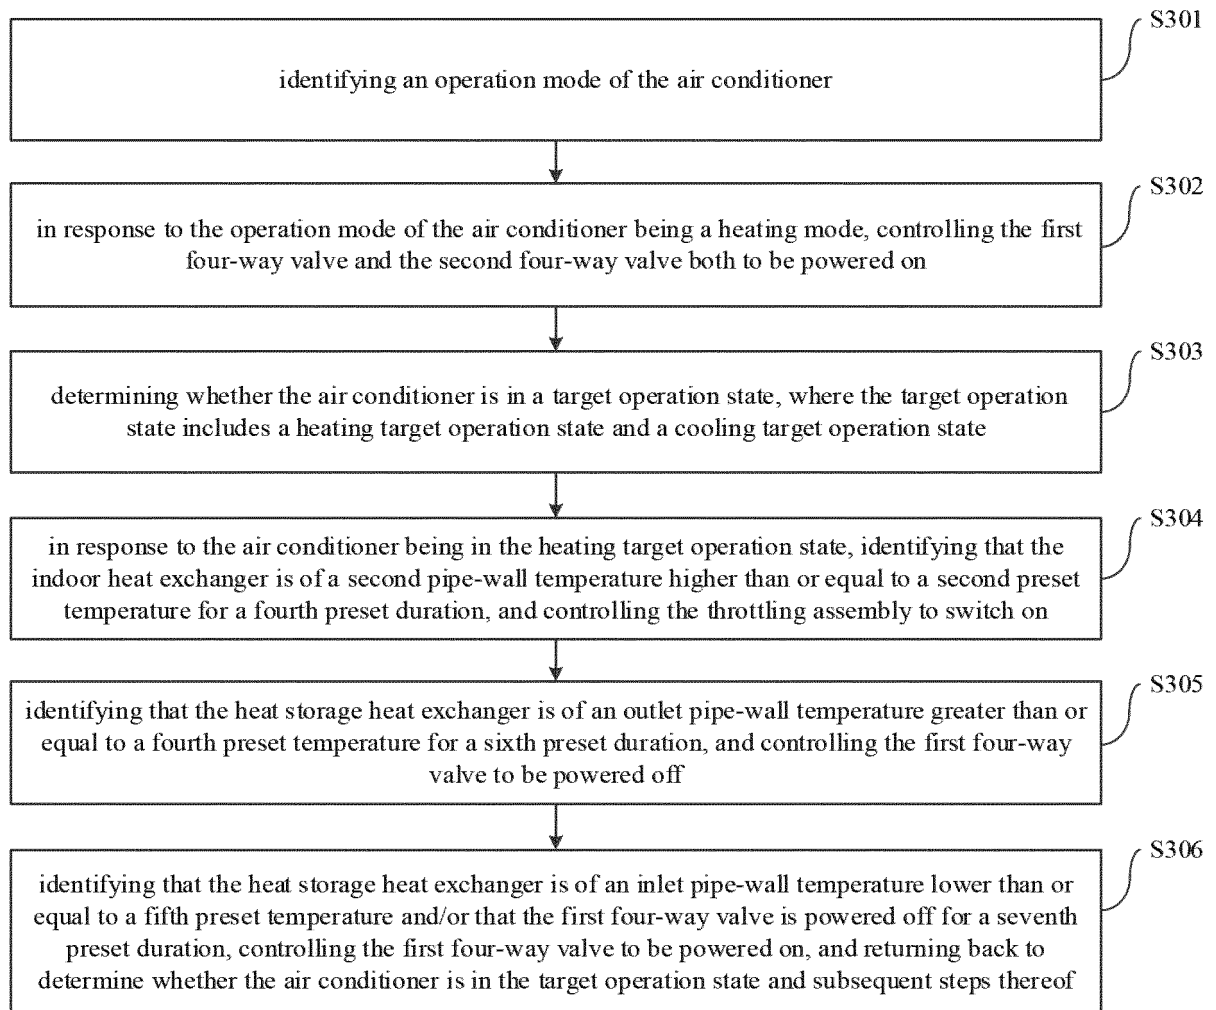 S301
identifying an operation mode of the air conditioner
S302
in response to the operation mode of the air conditioner being a heating mode, controlling the first
four-way valve and the second four-way valve both to be powered on
S303
determining whether the air conditioner is in a target operation state, where the target operation
state includes a heating target operation state and a cooling target operation state
S304
in response to the air conditioner being in the heating target operation state, identifying that the
indoor heat exchanger is of a second pipe-wall temperature higher than or equal to a second preset
temperature for a fourth preset duration, and controlling the throttling assembly to switch on
S305
identifying that the heat storage heat exchanger is of an outlet pipe-wall temperature greater than or
equal to a fourth preset temperature for a sixth preset duration, and controlling the first four-way
valve to be powered off
S306
identifying that the heat storage heat exchanger is of an inlet pipe-wall temperature lower than or
equal to a fifth preset temperature and/or that the first four-way valve is powered off for a seventh
preset duration, controlling the first four-way valve to be powered on, and returning back to
determine whether the air conditioner is in the target operation state and subsequent steps thereof